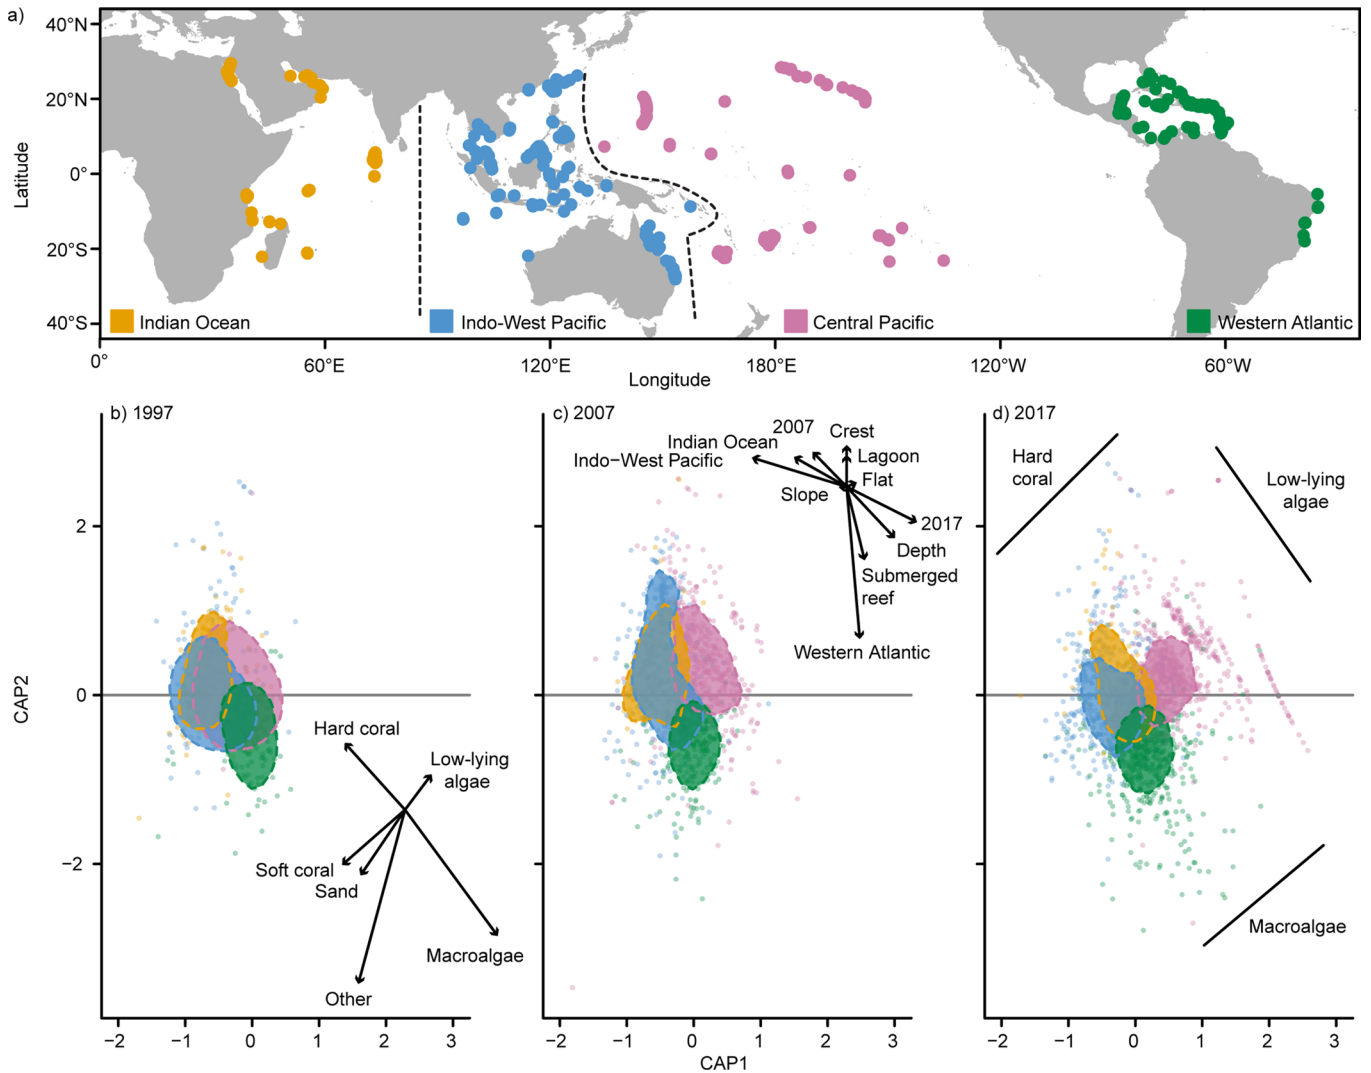 a)
40°N
20°N
0°
20°S
40°S
Latitude
Indian Ocean
Indo-West Pacific
Central Pacific
Western Atlantic
0°
60°E
120°E
180°E
120°W
60°W
Longitude
b) 1997
2
0
−2
CAP2
Hard coral
Low-lying
algae
Soft coral
Sand
Macroalgae
Other
−2
−1
0
1
2
3
c) 2007
2007
Crest
Indian Ocean
Indo−West Pacific
Lagoon
Flat
Slope
2017
Depth
Submerged
reef
Western Atlantic
−2
−1
0
1
2
3
CAP1
d) 2017
Hard
coral
Low-lying
algae
Macroalgae
−2
−1
0
1
2
3